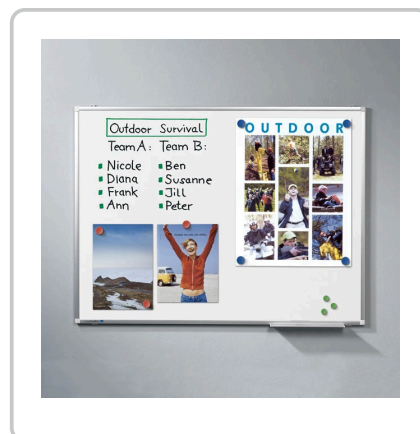 Outdoor Survival
Team A: Team B:
Nicole Ben
Diana Susanne
Frank Jill
Ann Peter
OUTDOOR